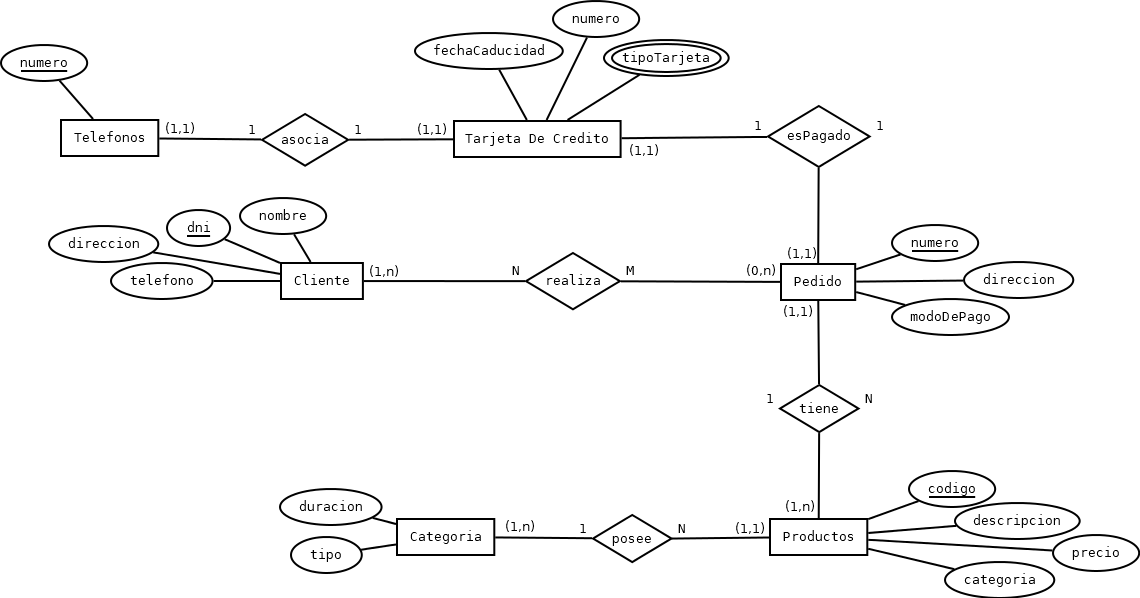 numero
fechaCaducidad
tipoTarjeta
numero
Telefonos
(1,1)
1
asocia
1
(1,1)
Tarjeta De Credito
(1,1)
1
esPagado
1
direccion
dni
nombre
telefono
Cliente
(1,n)
N
realiza
M
(0,n)
(1,1)
Pedido
(1,1)
numero
direccion
modoDePago
1
tiene
N
duracion
tipo
Categoria
(1,n)
1
posee
N
(1,1)
(1,n)
Productos
codigo
descripcion
precio
categoria